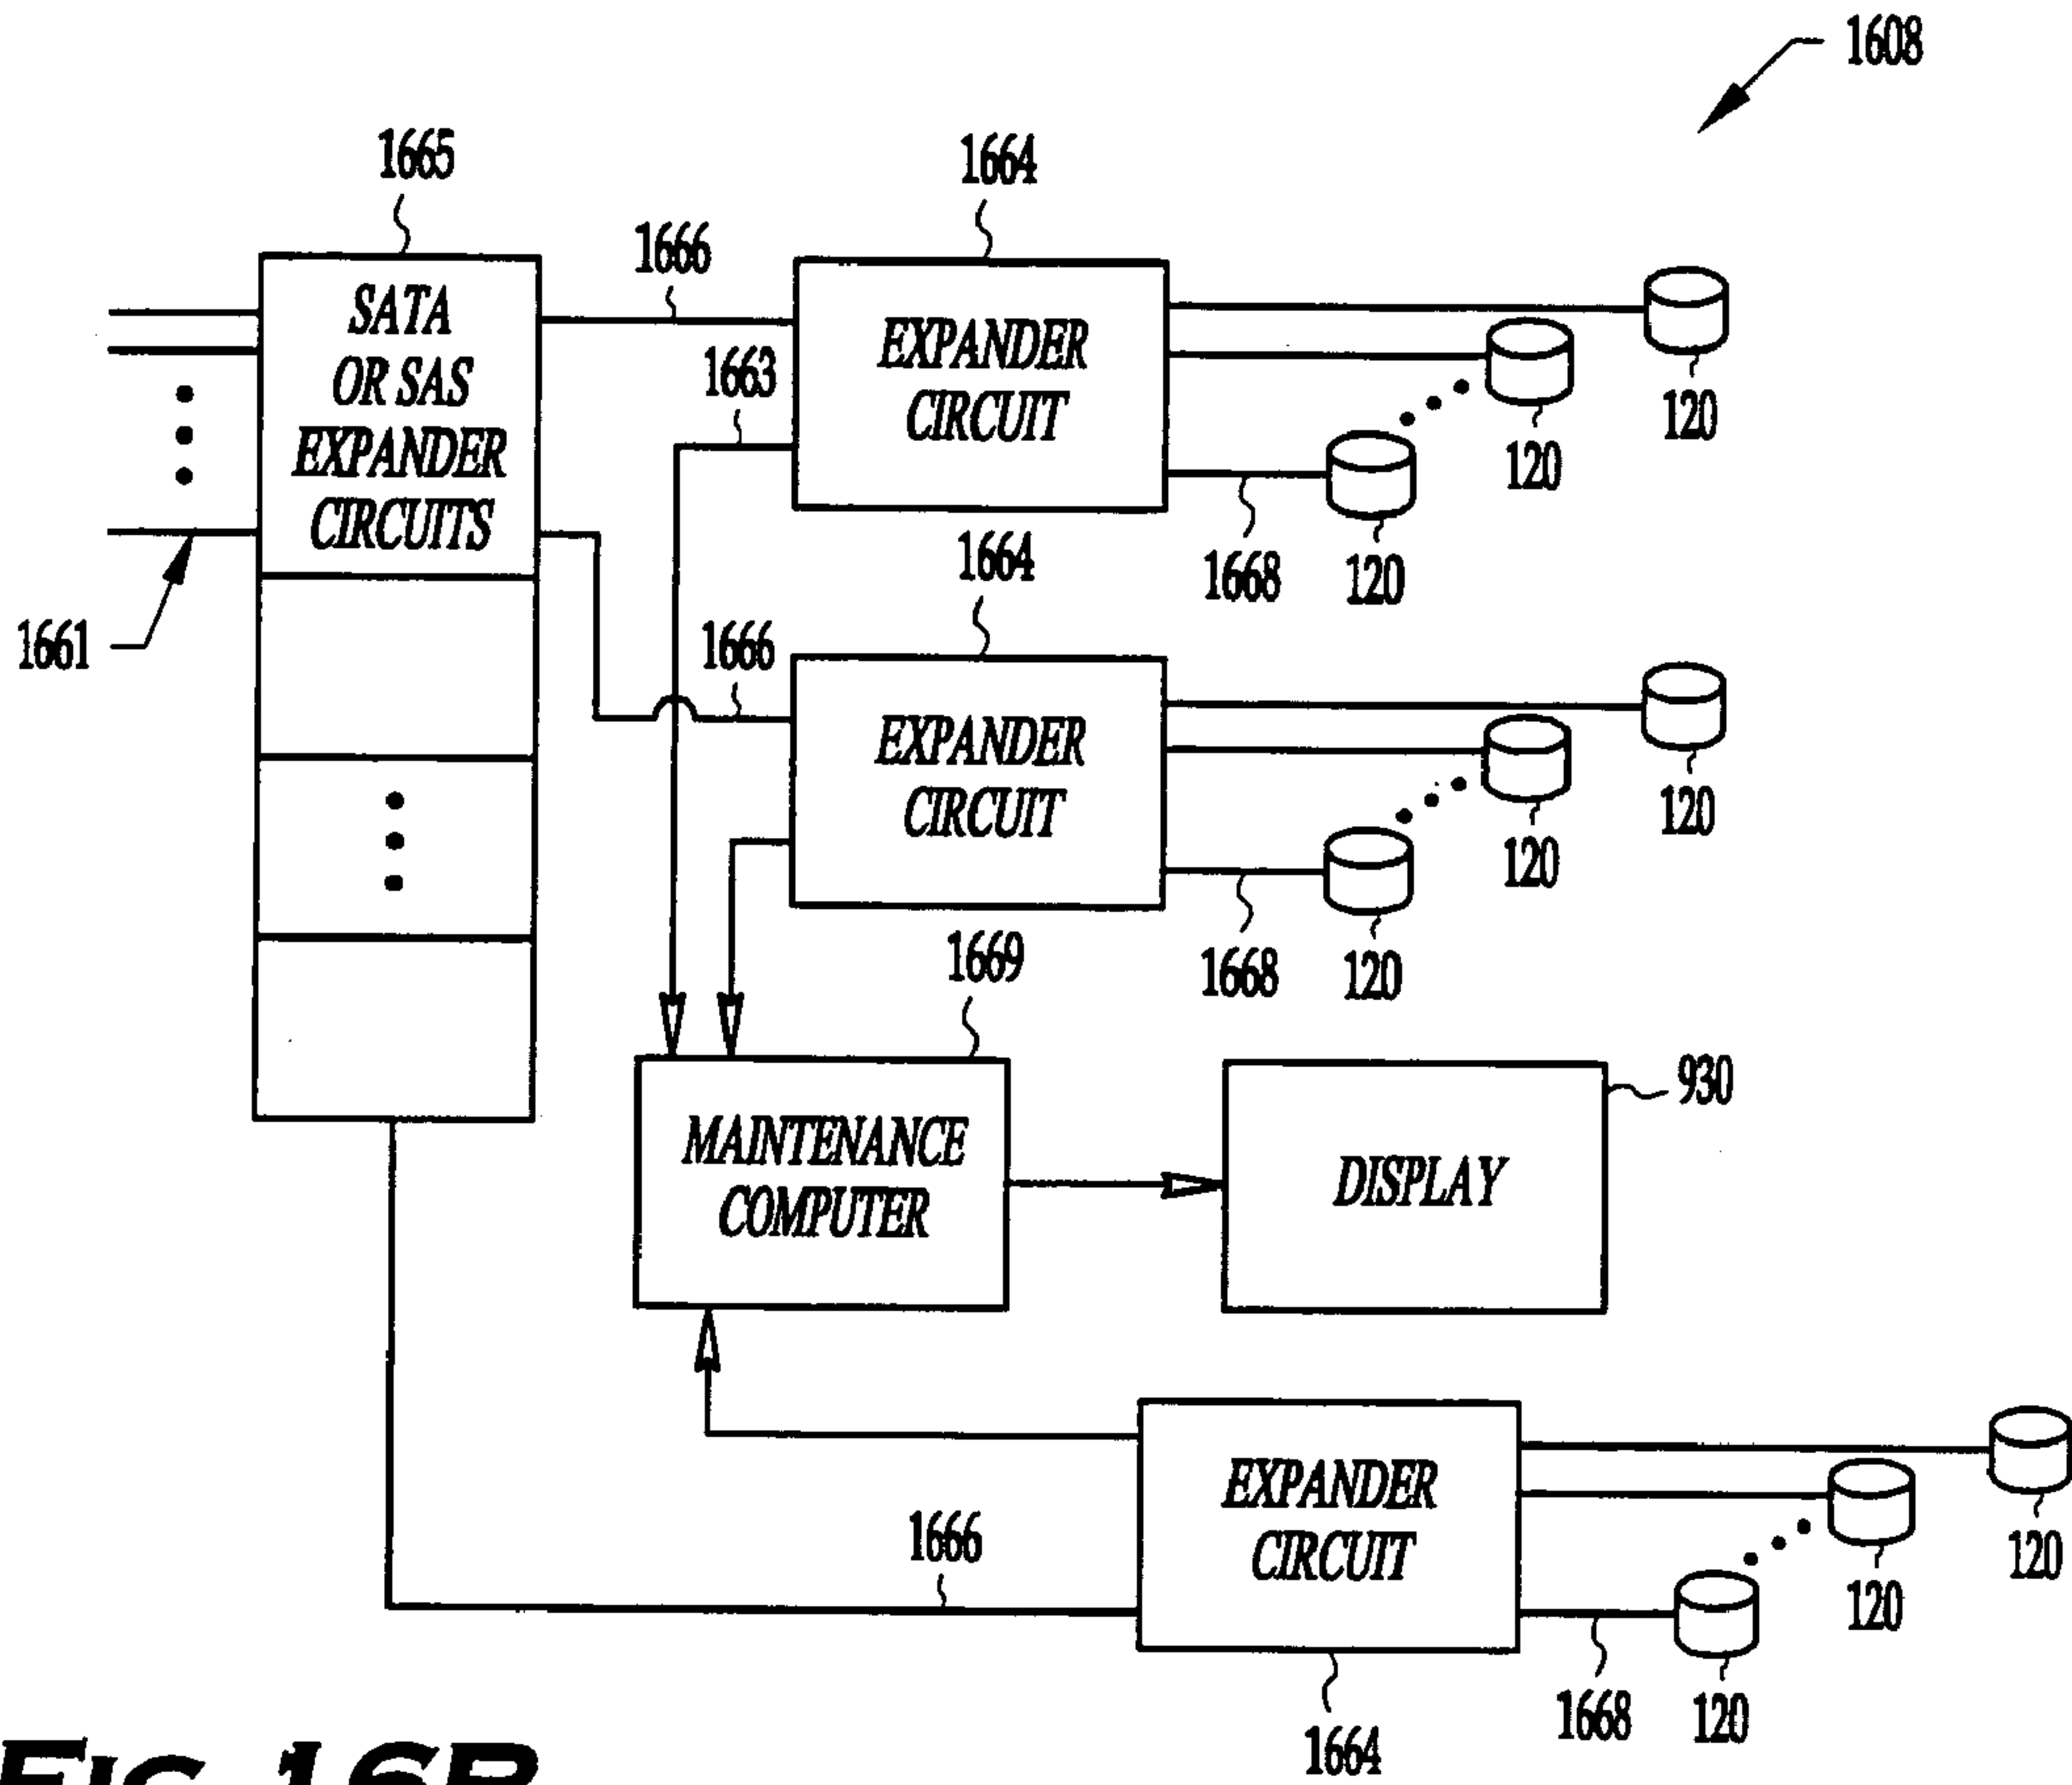 1608
1665
1664
1666
SATA
OR SAS
EXPANDER
CIRCUITS
EXPANDER
CIRCUIT
1663
120
120
1668
120
1661
1664
1666
EXPANDER
CIRCUIT
120
120
1668
120
1669
930
MAINTENANCE
COMPUTER
DISPLAY
EXPANDER
CIRCUIT
1666
120
120
1668
120
1664
FIG. 16B